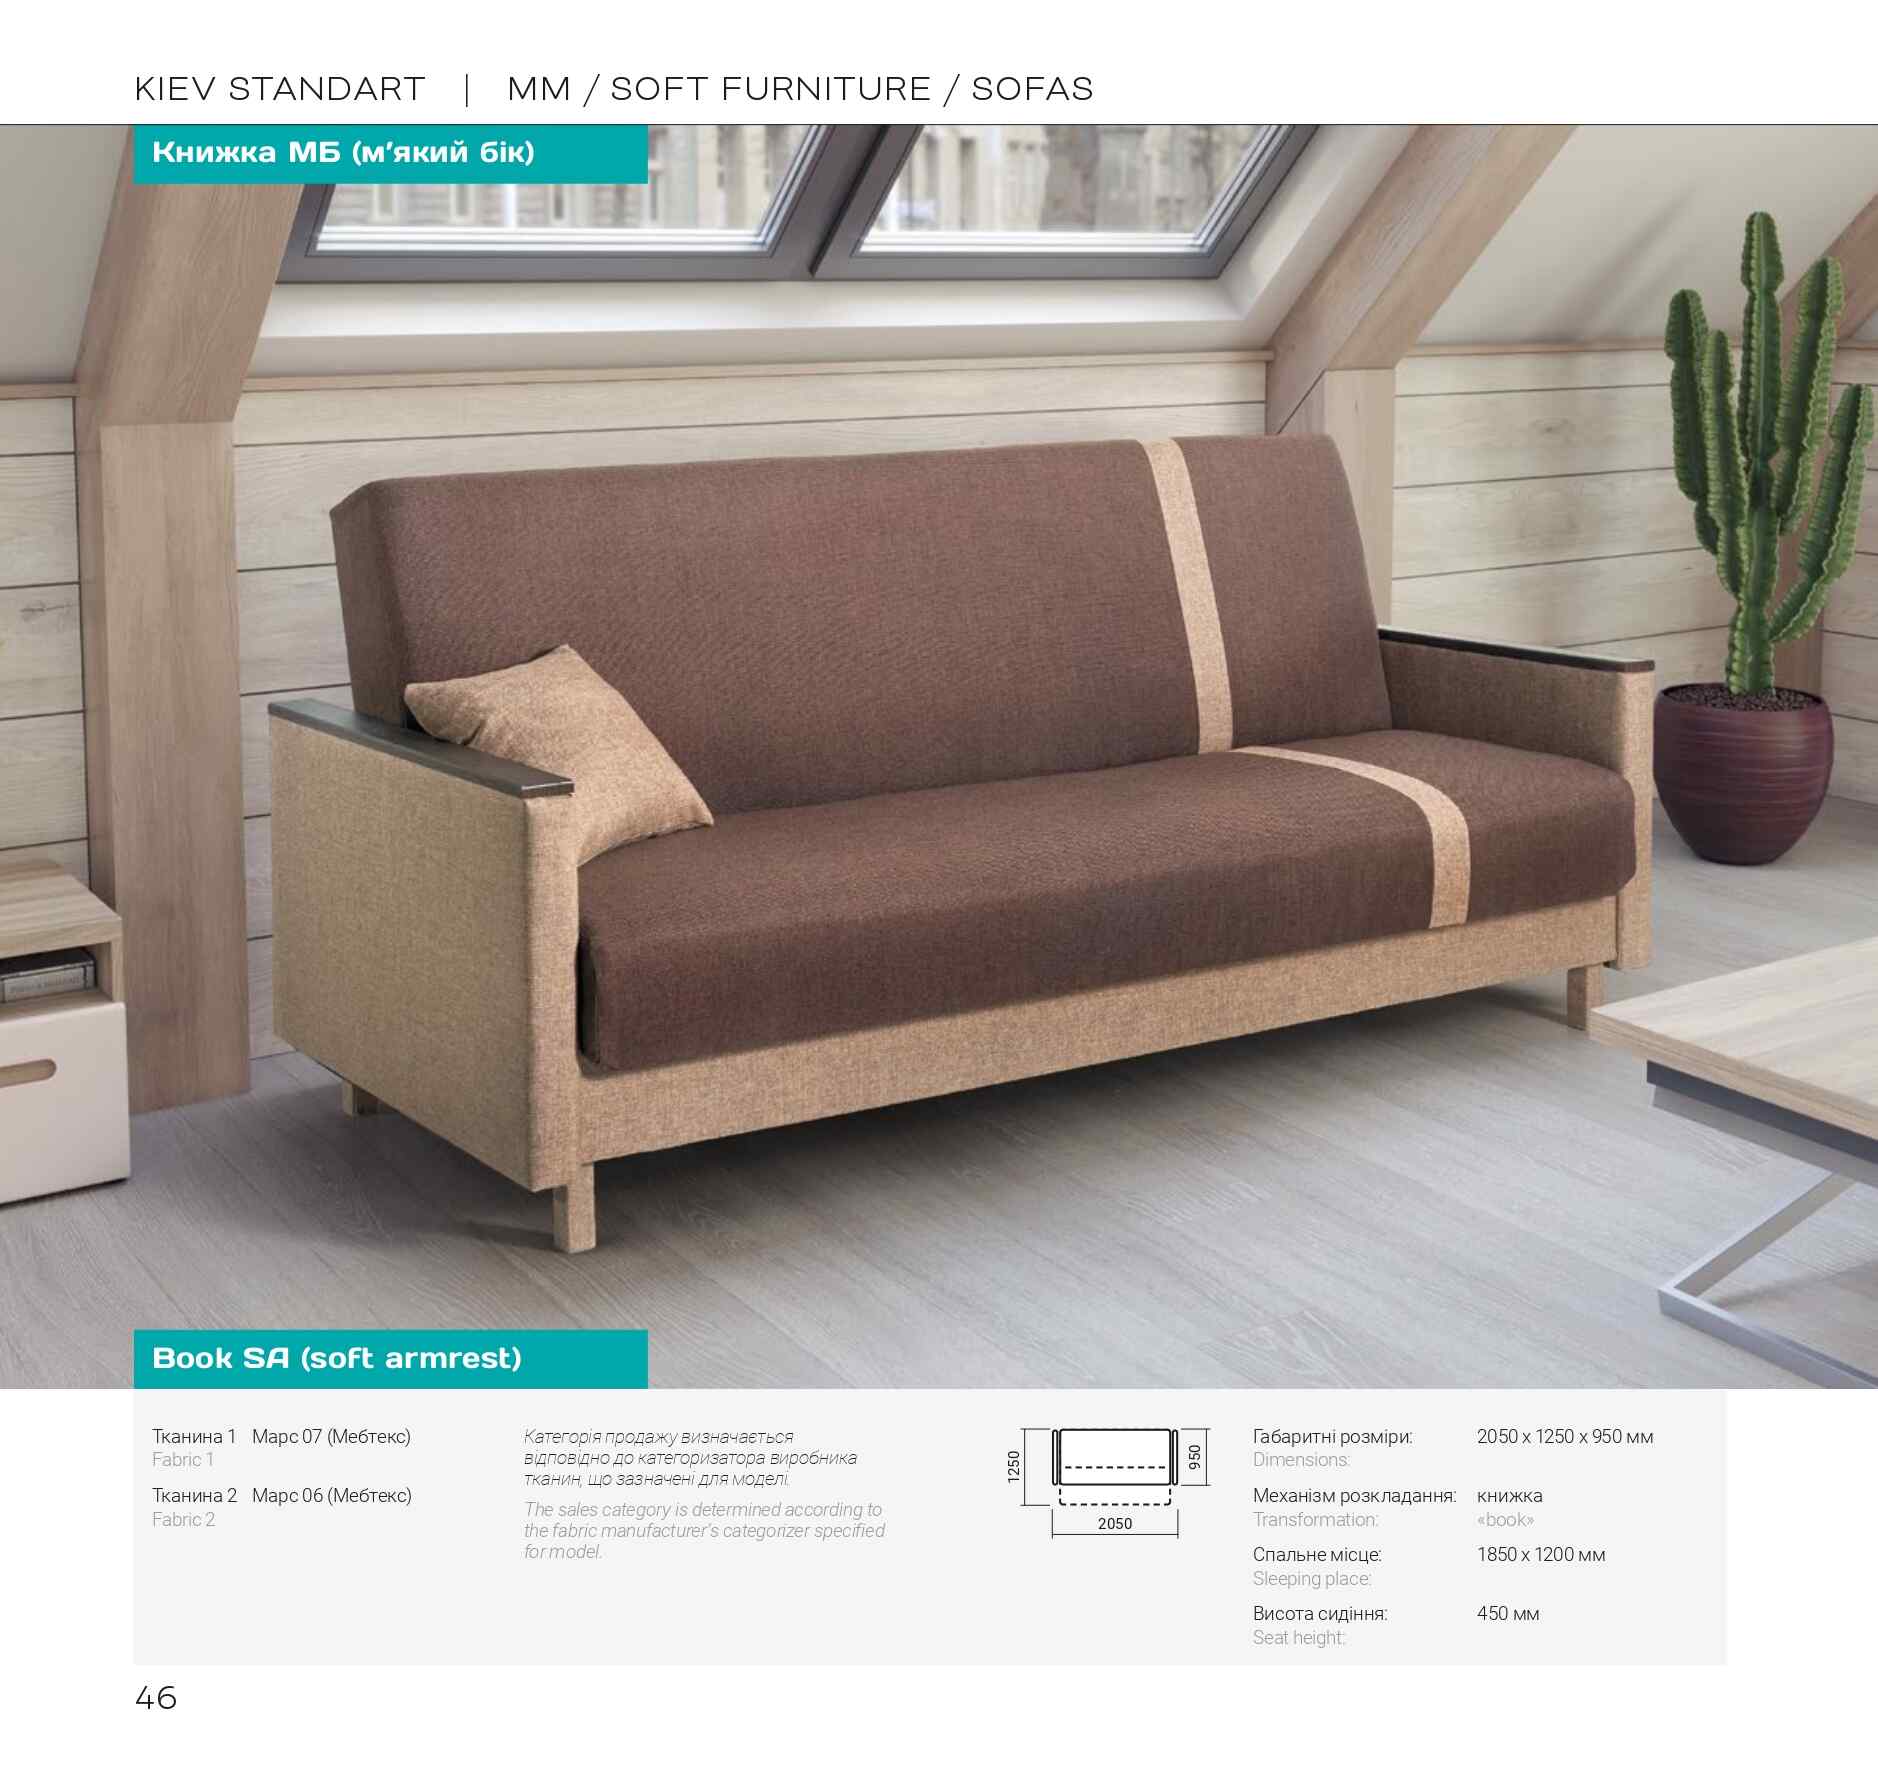 KIEV STANDART | MM / SOFT FURNITURE / SOFAS
Книжка МБ (м'який бік)
Book SA (soft armrest)
Тканина 1 Марс 07 (Мебтекс)
Fabric 1
Тканина 2 Марс 06 (Мебтекс)
Fabric 2
Категорія продажу визначається
відповідно до категоризатора виробника
тканин, що зазначені для моделі.
The sales category is determined according to
the fabric manufacturer's categorizer specified
for model.
1250
950
2050
Габаритні розміри: 2050 x 1250 x 950 мм
Dimensions:
Механізм розкладання: книжка
Transformation: «book»
Спальне місце: 1850 x 1200 мм
Sleeping place:
Висота сидіння: 450 мм
Seat height:
46